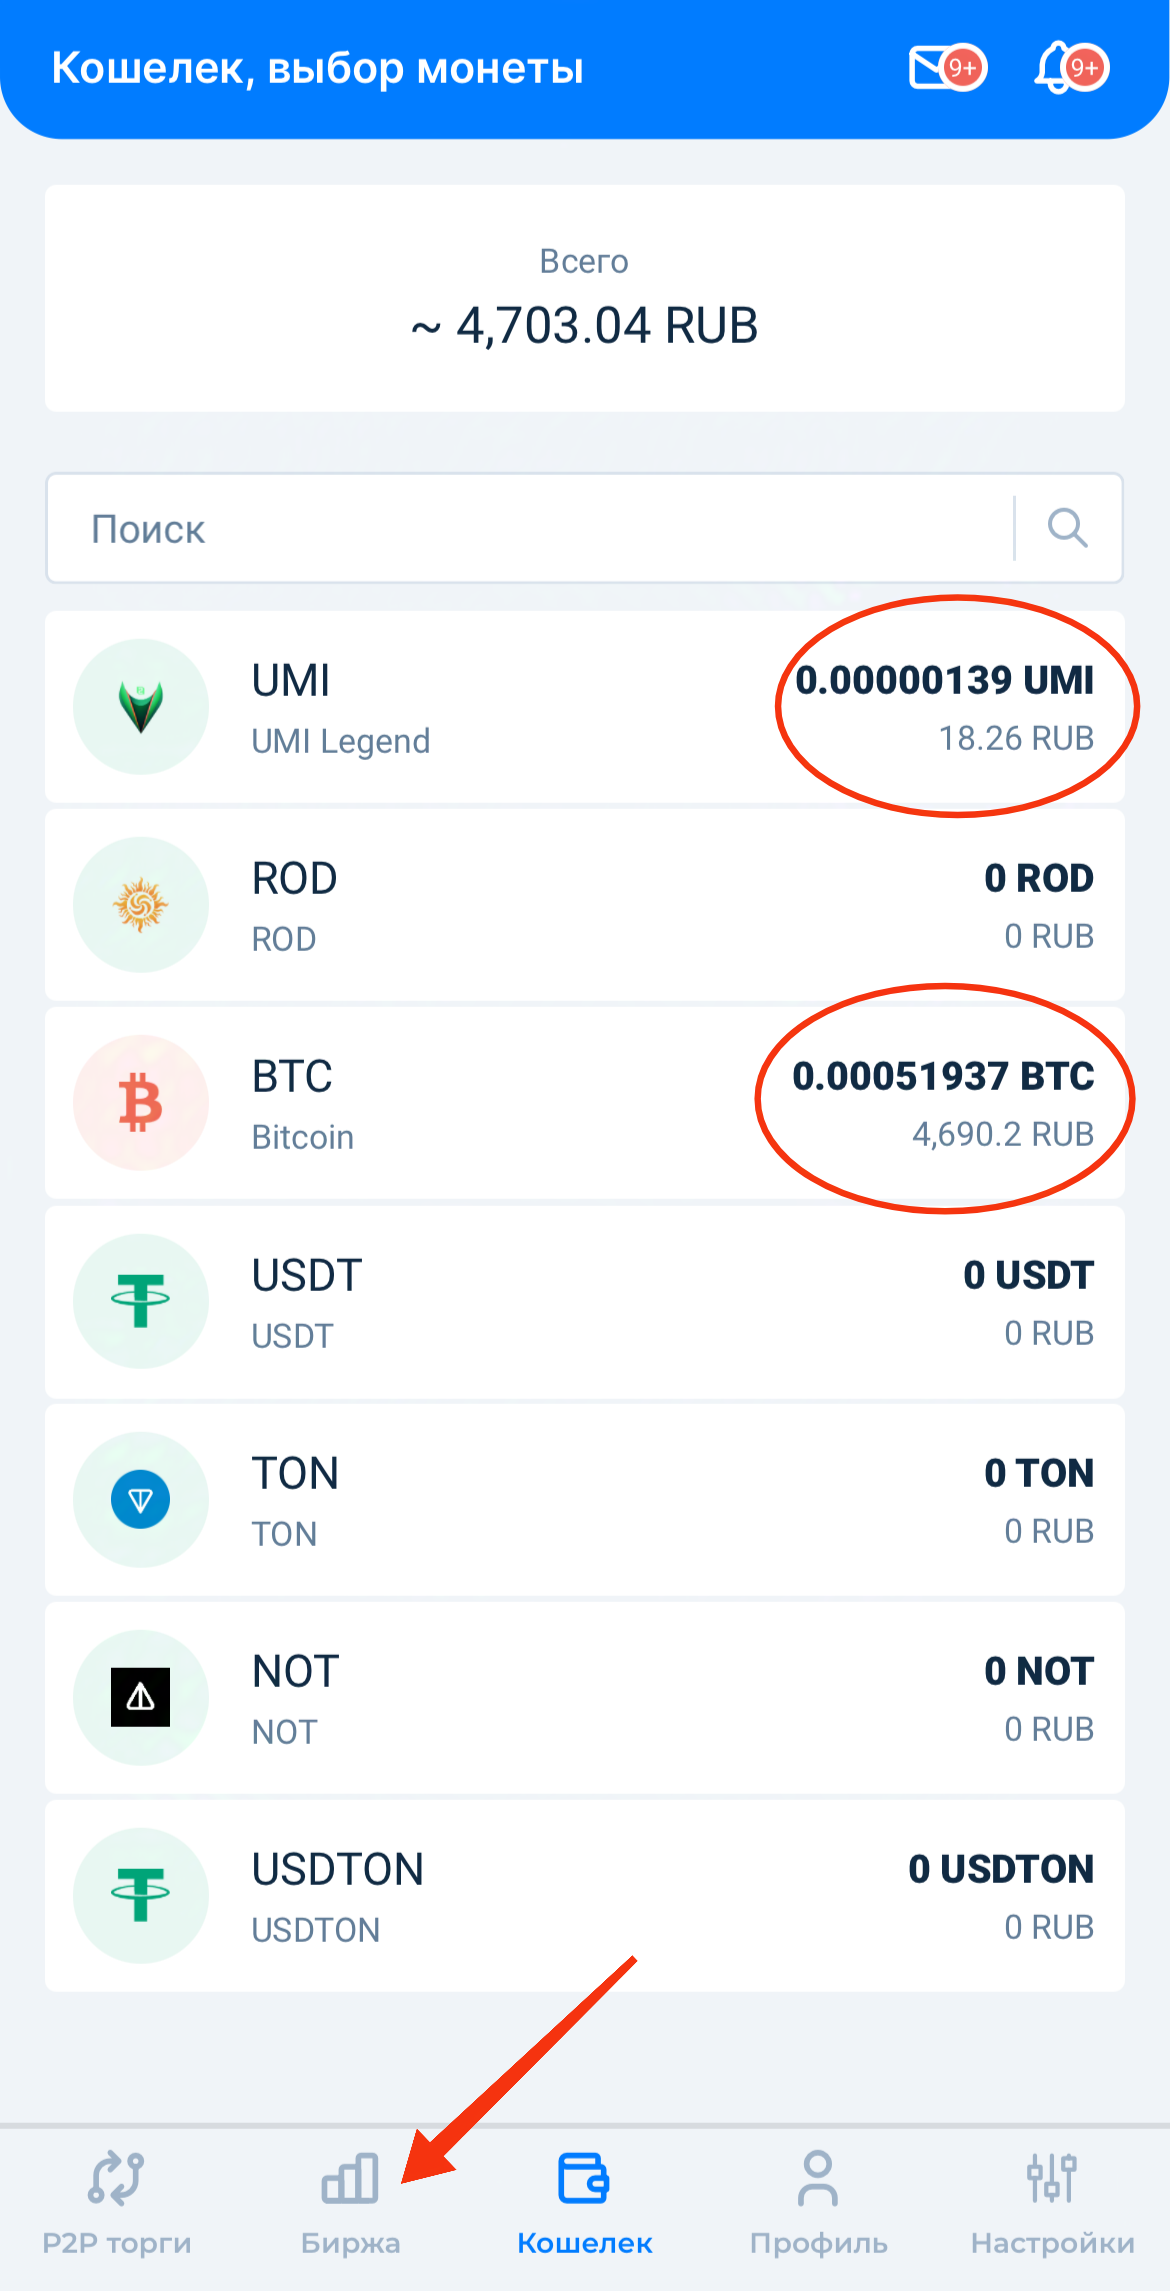 Кошелек, выбор монеты
9+
9+
Всего
~ 4,703.04 RUB
Поиск
UMI
0.00000139 UMI
UMI Legend
18.26 RUB
ROD
0 ROD
ROD
0 RUB
BTC
0.00051937 BTC
Bitcoin
4,690.2 RUB
USDT
0 USDT
USDT
0 RUB
TON
0 TON
TON
0 RUB
NOT
0 NOT
NOT
0 RUB
USDTON
0 USDTON
USDTON
0 RUB
P2P торги
Биржа
Кошелек
Профиль
Настройки